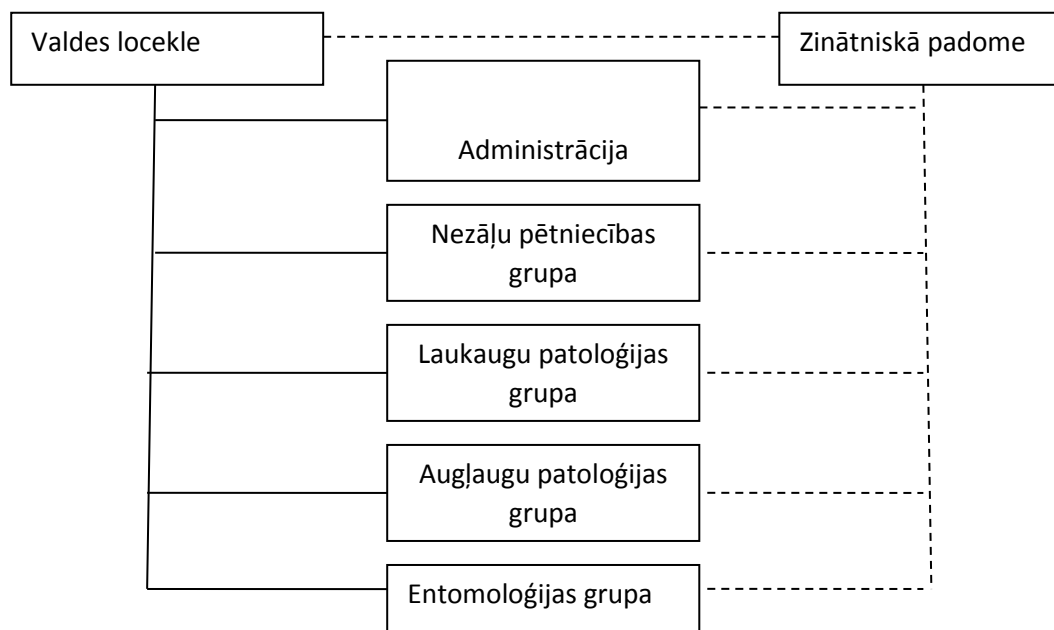 Valdes locekle
Zinātniskā padome
Administrācija
Nezāļu pētniecības
grupa
Laukaugu patoloģijas
grupa
Augļaugu patoloģijas
grupa
Entomoloģijas grupa